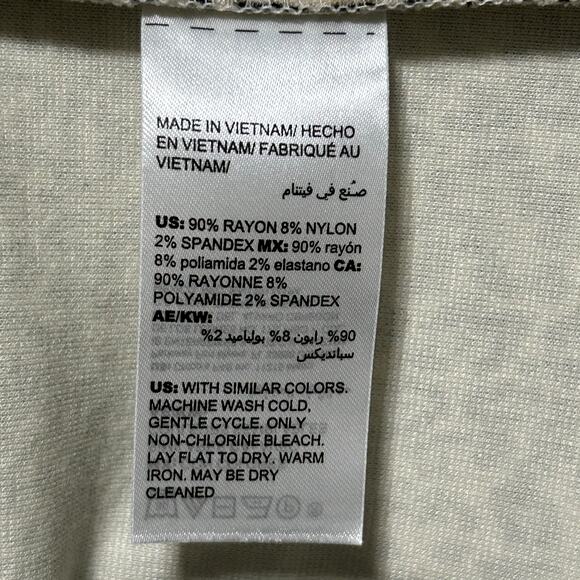 MADE IN VIETNAM/ HECHO
EN VIETNAM/ FABRIQUÉ AU
VIETNAM/
صُنع في فيتنام
US: 90% RAYON 8% NYLON
2% SPANDEX MX: 90% rayón
8% poliamida 2% elastano CA:
90% RAYONNE 8%
POLYAMIDE 2% SPANDEX
AE/KW:
90% رايون 8% بولياميد 2%
سباندیکس
US: WITH SIMILAR COLORS.
MACHINE WASH COLD,
GENTLE CYCLE. ONLY
NON-CHLORINE BLEACH.
LAY FLAT TO DRY. WARM
IRON. MAY BE DRY
CLEANED